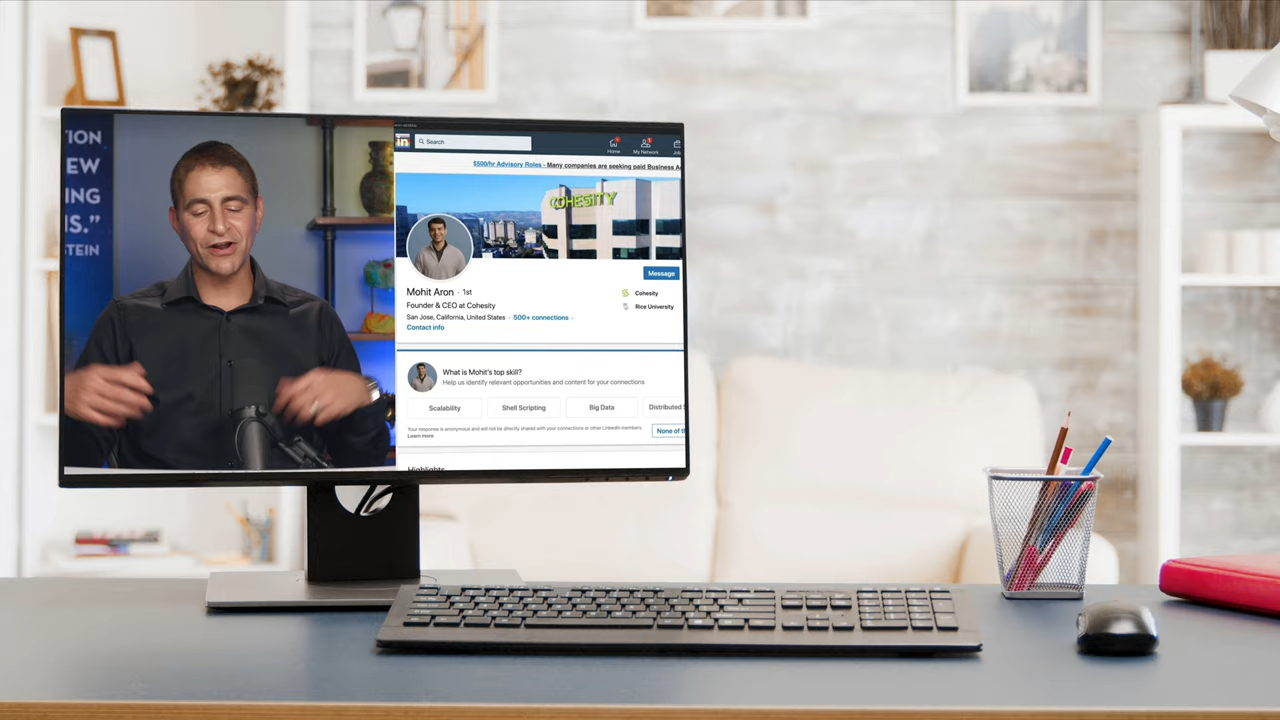 ION
EW
ING
IS.”
TEIN
in
Search
Home
My Network
$500/hr Advisory Roles - Many companies are seeking paid Business
COHESITY
Message
Mohit Aron · 1st
Founder & CEO at Cohesity
San Jose, California, United States · 500+ connections ·
Contact info
Cohesity
Rice University
What is Mohit's top skill?
Help us identify relevant opportunities and content for your connections
Scalability
Shell Scripting
Big Data
Distributed
Your response is anonymous and will not be directly shared with your connections or other LinkedIn members.
Learn more
None of
Highlights